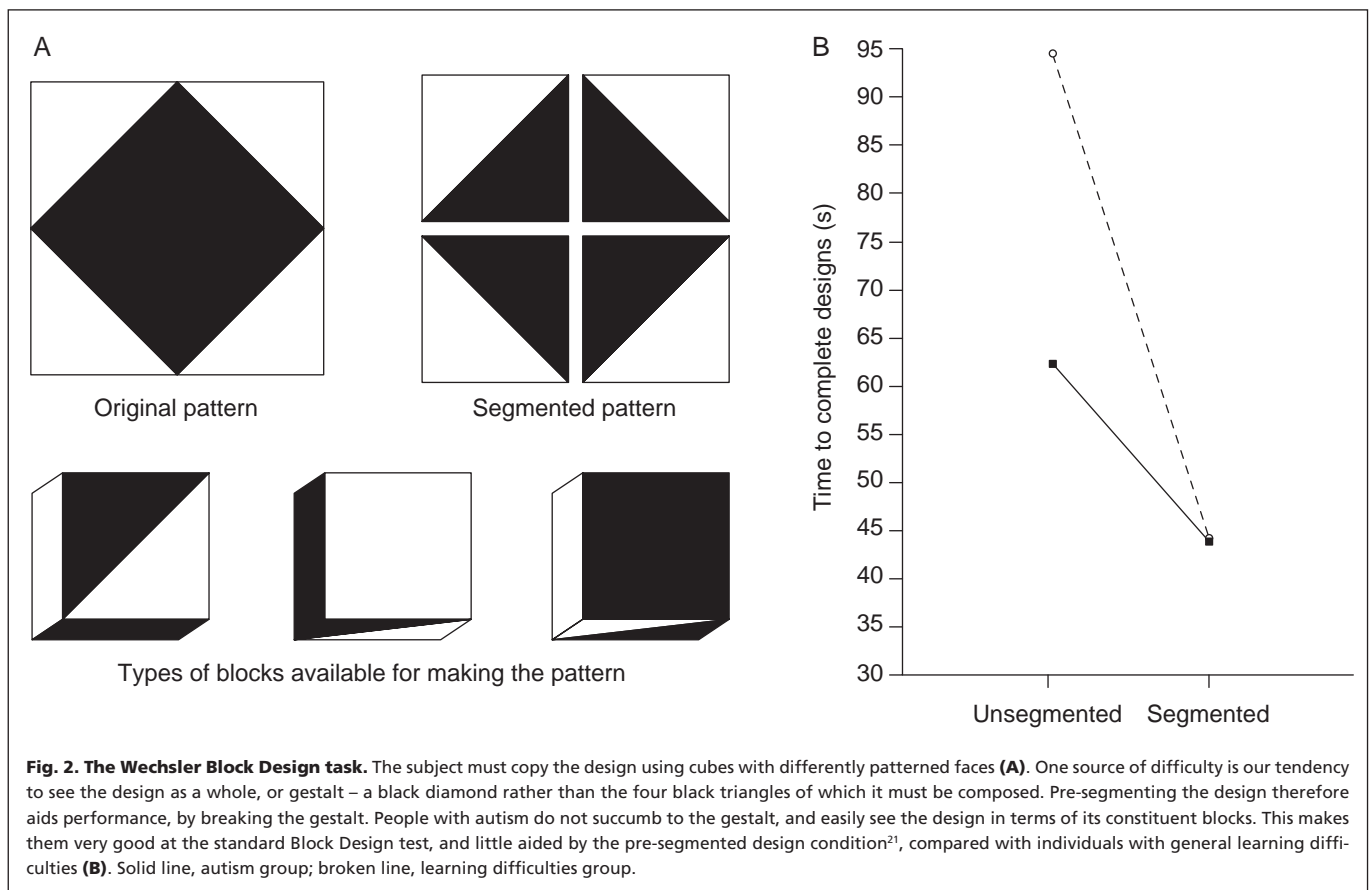 A
Original pattern
Segmented pattern
Types of blocks available for making the pattern
B
Time to complete designs (s)
95
90
85
80
75
70
65
60
55
50
45
40
35
30
Unsegmented Segmented
Fig. 2. The Wechsler Block Design task. The subject must copy the design using cubes with differently patterned faces (A). One source of difficulty is our tendency
to see the design as a whole, or gestalt – a black diamond rather than the four black triangles of which it must be composed. Pre-segmenting the design therefore
aids performance, by breaking the gestalt. People with autism do not succumb to the gestalt, and easily see the design in terms of its constituent blocks. This makes
them very good at the standard Block Design test, and little aided by the pre-segmented design condition21, compared with individuals with general learning diffi-
culties (B). Solid line, autism group; broken line, learning difficulties group.